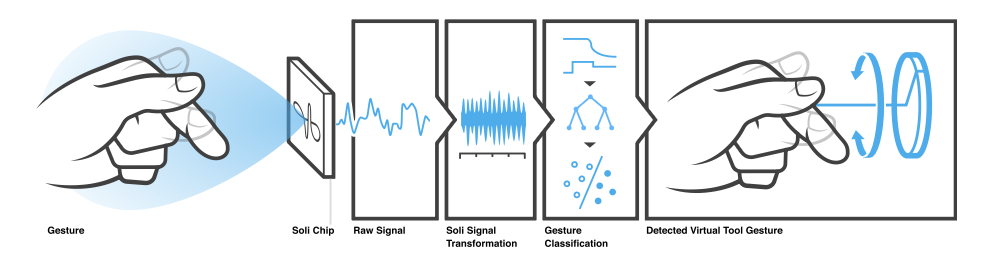 Gesture
Soli Chip
Raw Signal
Soli Signal
Transformation
Gesture
Classification
Detected Virtual Tool Gesture